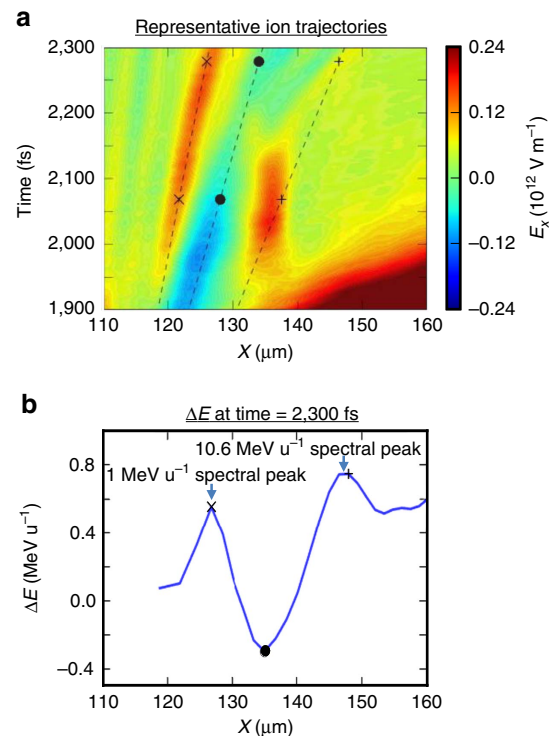 a
Representative ion trajectories
2,300
2,200
2,100
2,000
1,900
Time (fs)
110 120 130 140 150 160
X (μm)
0.24
0.12
0.0
−0.12
−0.24
Eₓ (10¹² V m⁻¹)
b
ΔE at time = 2,300 fs
10.6 MeV u⁻¹ spectral peak
1 MeV u⁻¹ spectral peak
0.8
0.4
0.0
−0.4
ΔE (MeV u⁻¹)
110 120 130 140 150 160
X (μm)